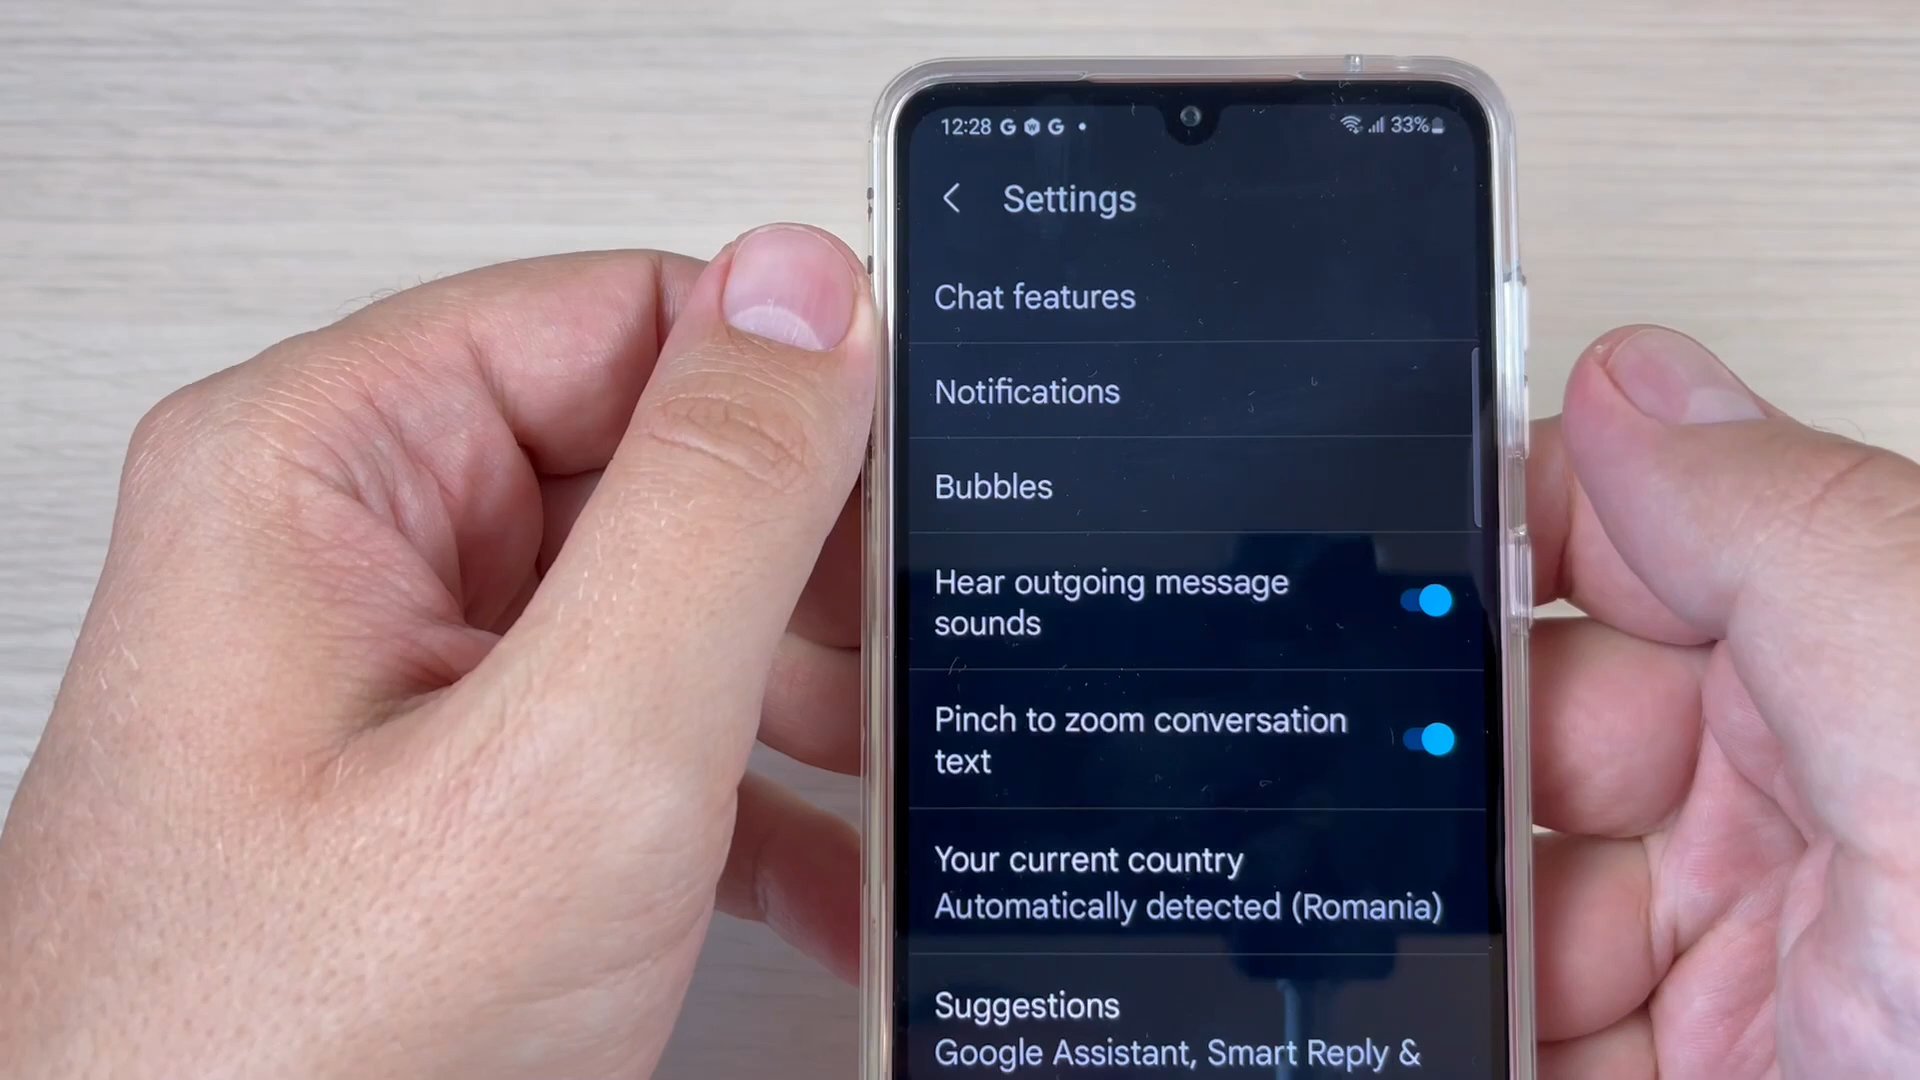 12:28 G W G
33%
Settings
Chat features
Notifications
Bubbles
Hear outgoing message
sounds
Pinch to zoom conversation
text
Your current country
Automatically detected (Romania)
Suggestions
Google Assistant, Smart Reply &